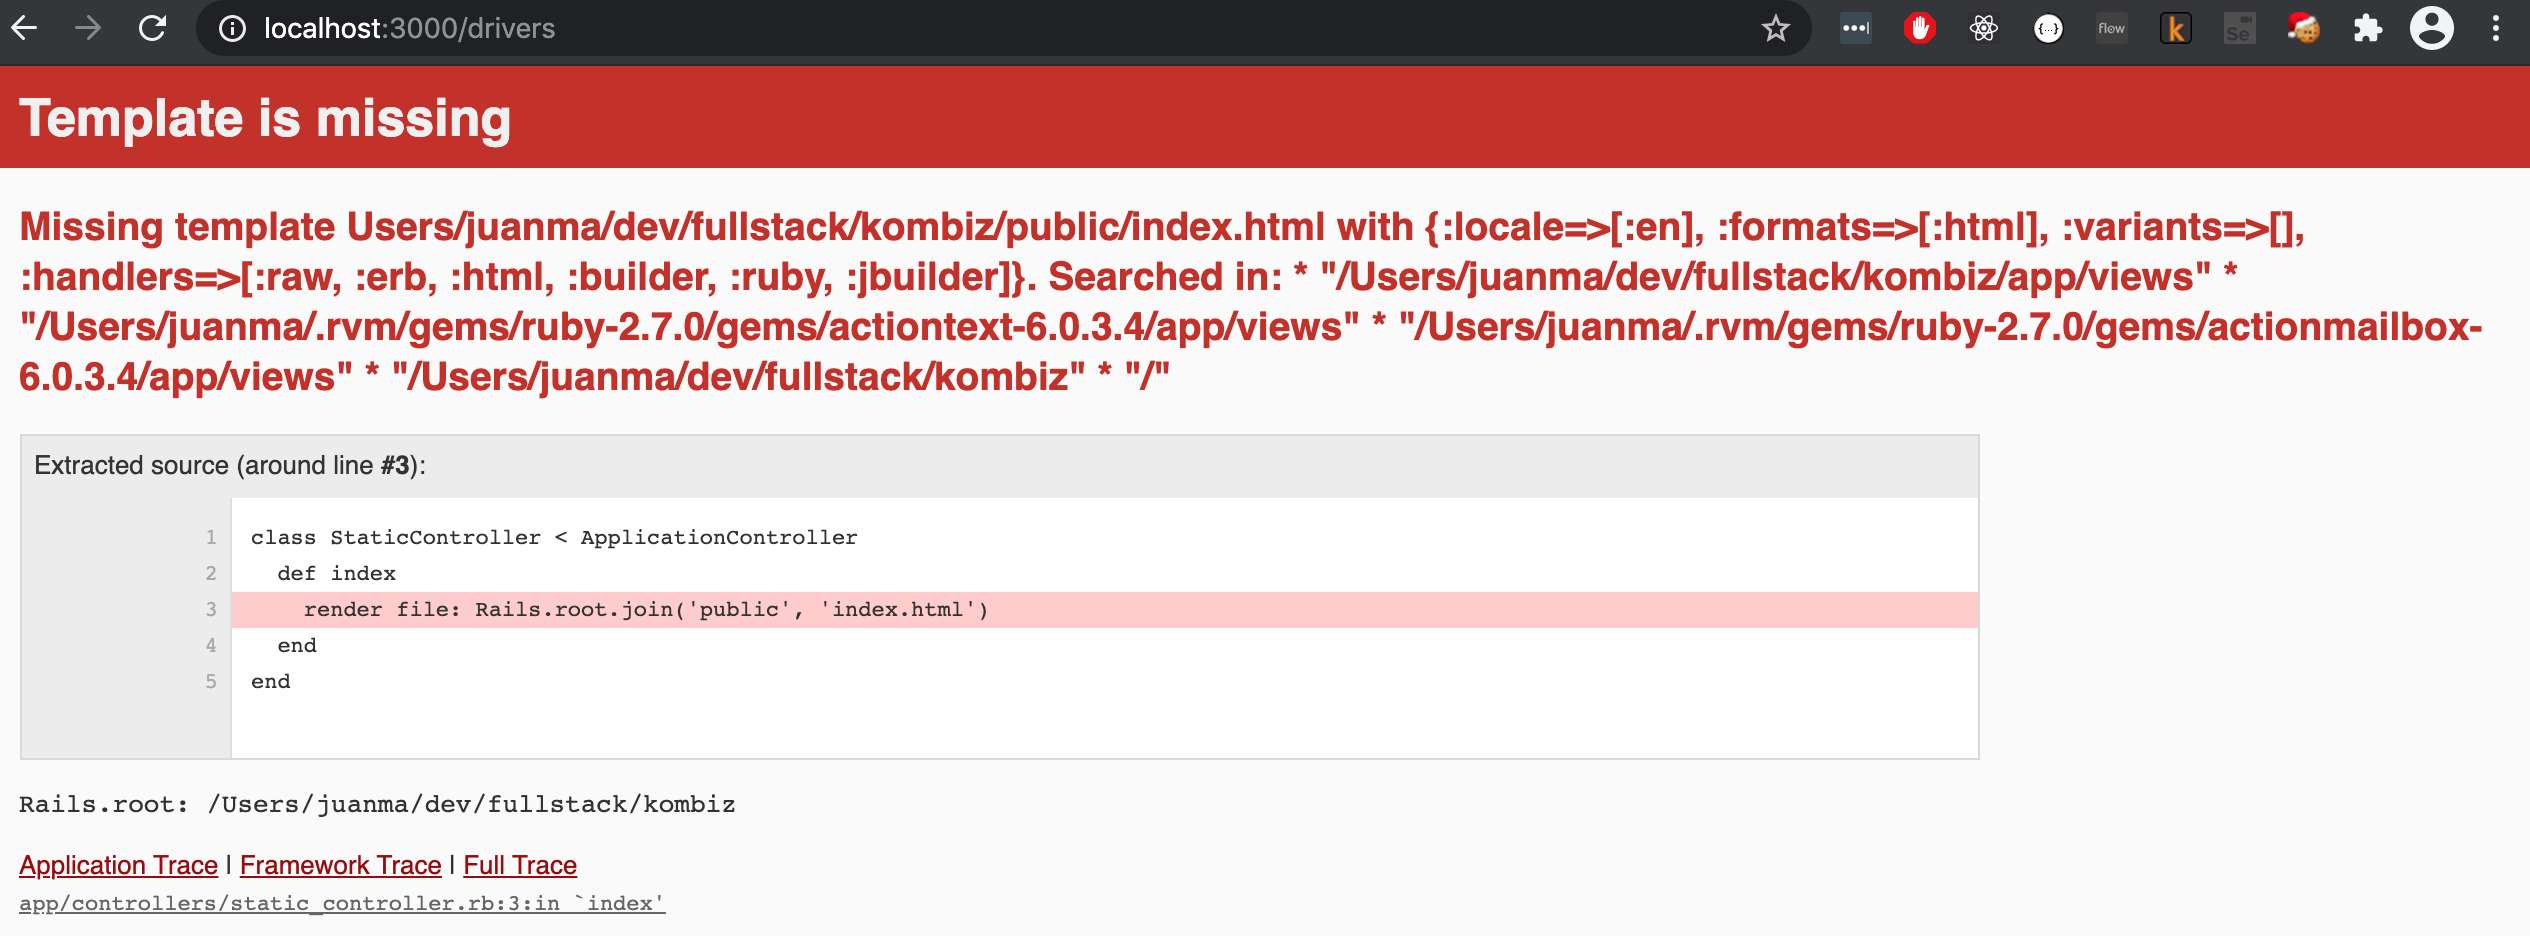 localhost:3000/drivers
{...} flow k Se
Template is missing
Missing template Users/juanma/dev/fullstack/kombiz/public/index.html with {:locale=>[:en], :formats=>[:html], :variants=>[],
:handlers=>[:raw, :erb, :html, :builder, :ruby, :jbuilder]}. Searched in: * "/Users/juanma/dev/fullstack/kombiz/app/views" *
"/Users/juanma/.rvm/gems/ruby-2.7.0/gems/actiontext-6.0.3.4/app/views" * "/Users/juanma/.rvm/gems/ruby-2.7.0/gems/actionmailbox-
6.0.3.4/app/views" * "/Users/juanma/dev/fullstack/kombiz" * "/"
Extracted source (around line #3):
1 class StaticController < ApplicationController
2 def index
3 render file: Rails.root.join('public', 'index.html')
4 end
5 end
Rails.root: /Users/juanma/dev/fullstack/kombiz
Application Trace | Framework Trace | Full Trace
app/controllers/static_controller.rb:3:in `index'